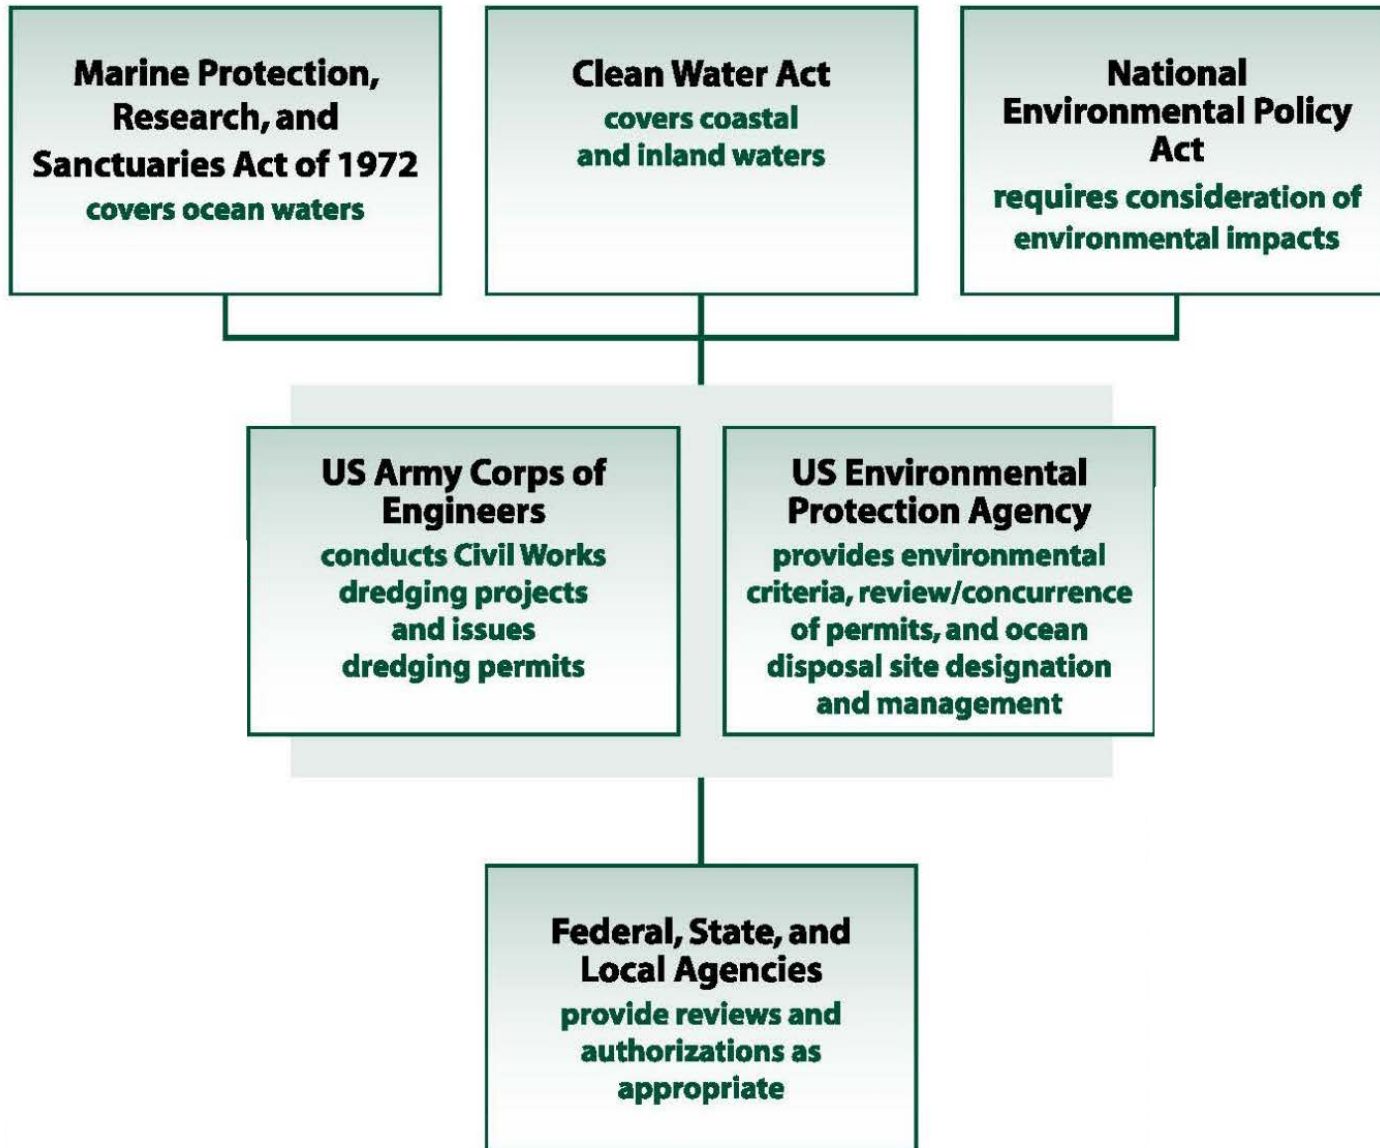 Marine Protection,
Research, and
Sanctuaries Act of 1972
covers ocean waters
Clean Water Act
covers coastal
and inland waters
National
Environmental Policy
Act
requires consideration of
environmental impacts
US Army Corps of
Engineers
conducts Civil Works
dredging projects
and issues
dredging permits
US Environmental
Protection Agency
provides environmental
criteria, review/concurrence
of permits, and ocean
disposal site designation
and management
Federal, State, and
Local Agencies
provide reviews and
authorizations as
appropriate